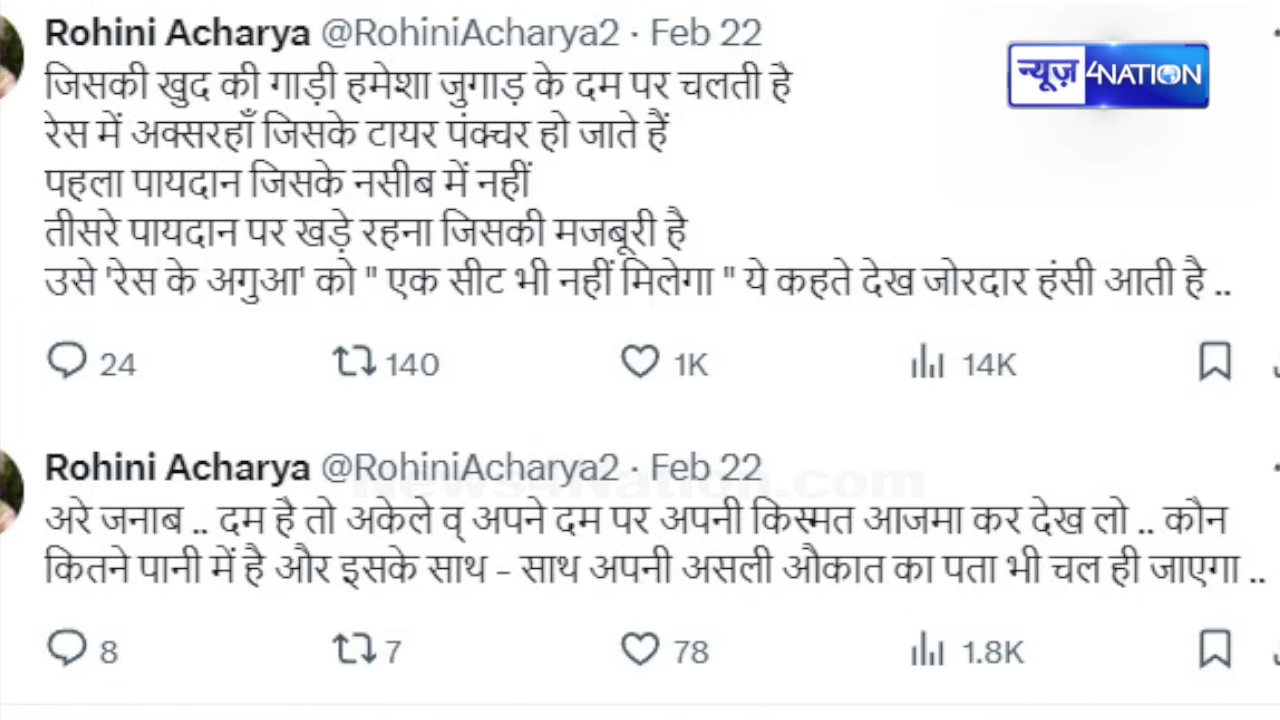 Rohini Acharya @RohiniAcharya2 · Feb 22
न्यूज़ 4NATION
जिसकी खुद की गाड़ी हमेशा जुगाड़ के दम पर चलती है
रेस में अक्सरहाँ जिसके टायर पंक्चर हो जाते हैं
पहला पायदान जिसके नसीब में नहीं
तीसरे पायदान पर खड़े रहना जिसकी मजबूरी है
उसे 'रेस के अगुआ' को " एक सीट भी नहीं मिलेगा " ये कहते देख जोरदार हंसी आती है ..
24 140 1K 14K
Rohini Acharya @RohiniAcharya2 · Feb 22
News4Nation.com
अरे जनाब .. दम है तो अकेले व् अपने दम पर अपनी किस्मत आजमा कर देख लो .. कौन
कितने पानी में है और इसके साथ - साथ अपनी असली औकात का पता भी चल ही जाएगा ..
8 7 78 1.8K